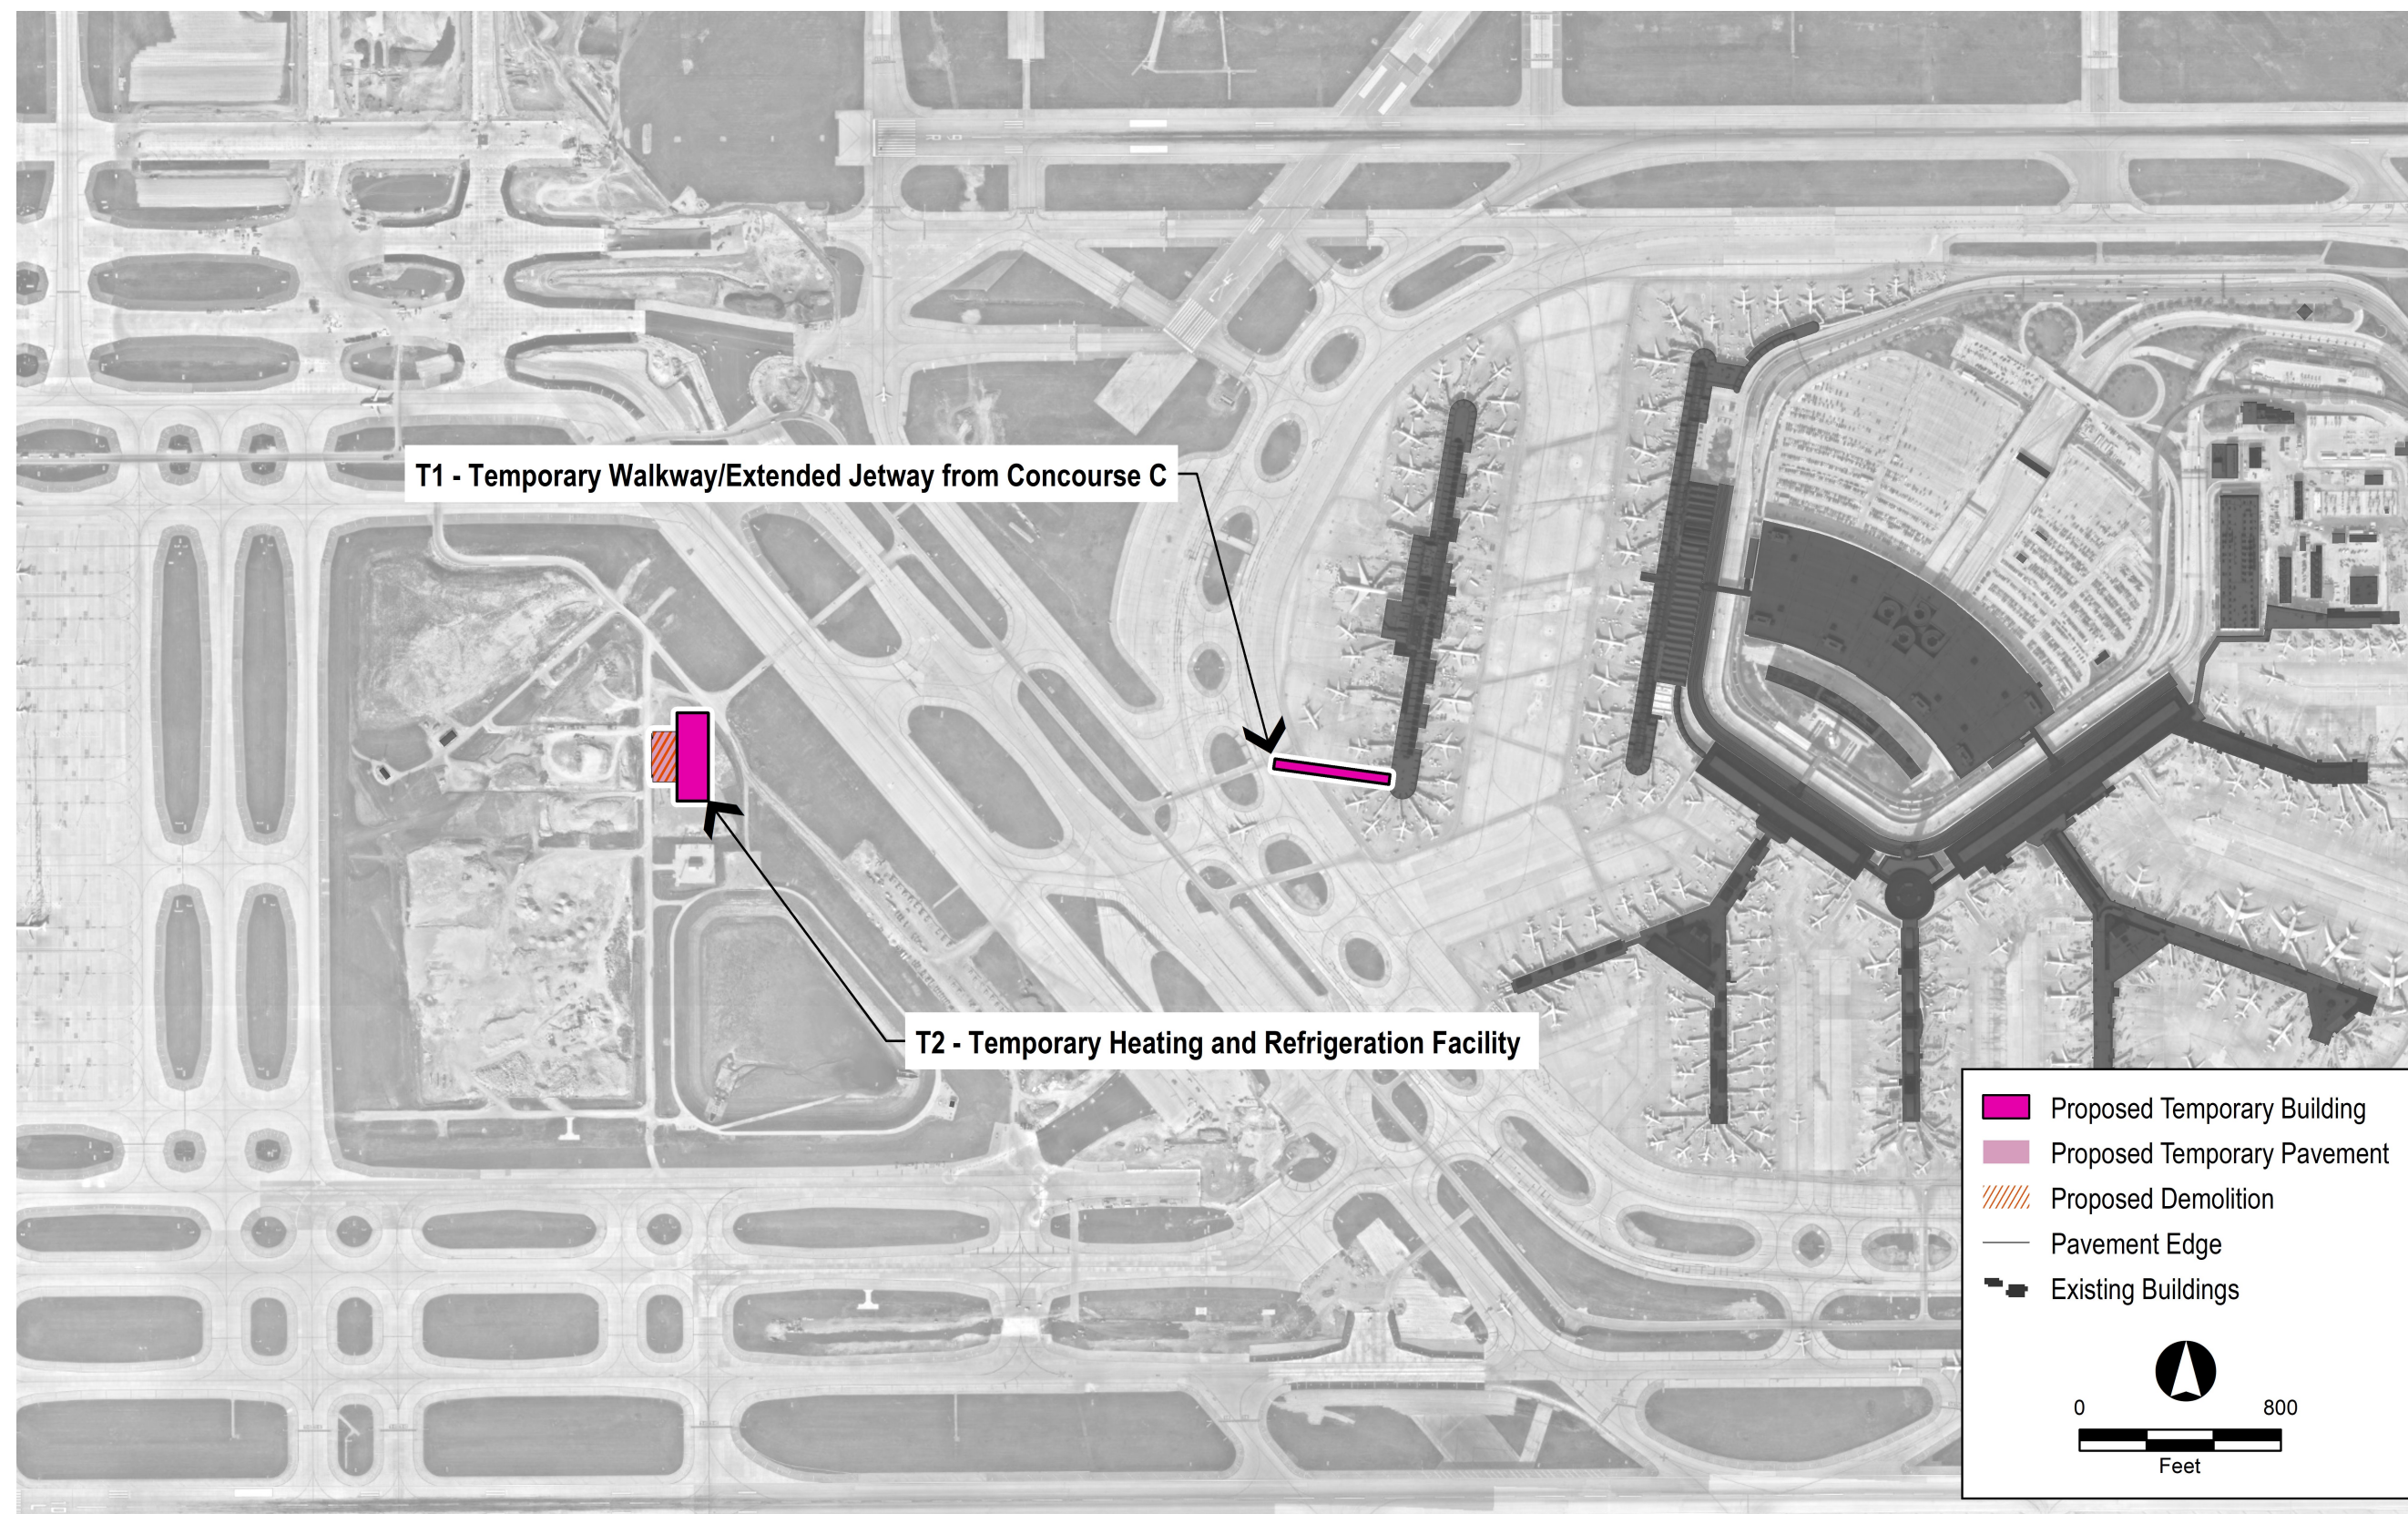 T1 - Temporary Walkway/Extended Jetway from Concourse C
T2 - Temporary Heating and Refrigeration Facility
Proposed Temporary Building
Proposed Temporary Pavement
Proposed Demolition
Pavement Edge
Existing Buildings
0 800
Feet